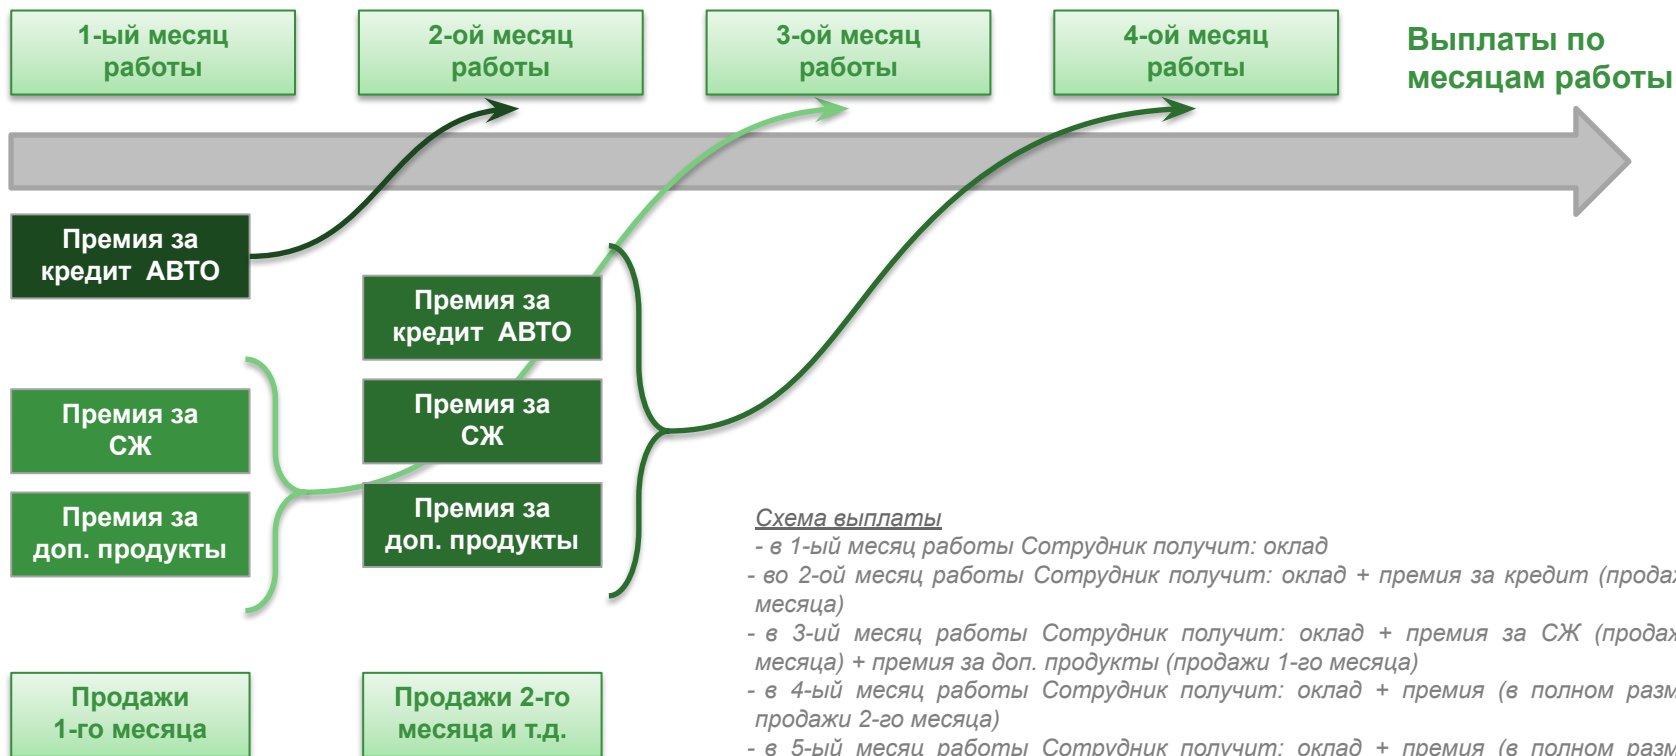 1-ый месяц
работы
2-ой месяц
работы
3-ой месяц
работы
4-ой месяц
работы
Выплаты по
месяцам работы
Премия за
кредит АВТО
Премия за
кредит АВТО
Премия за
СЖ
Премия за
СЖ
Премия за
доп. продукты
Премия за
доп. продукты
Схема выплаты
- в 1-ый месяц работы Сотрудник получит: оклад
- во 2-ой месяц работы Сотрудник получит: оклад + премия за кредит
месяца)
- в 3-ий месяц работы Сотрудник получит: оклад + премия за СЖ
месяца) + премия за доп. продукты (продажи 1-го месяца)
- в 4-ый месяц работы Сотрудник получит: оклад + премия (в полном
продажи 2-го месяца)
- в 5-ый месяц работы Сотрудник получит: оклад + премия (в полном
Продажи
1-го месяца
Продажи 2-го
месяца и т.д.